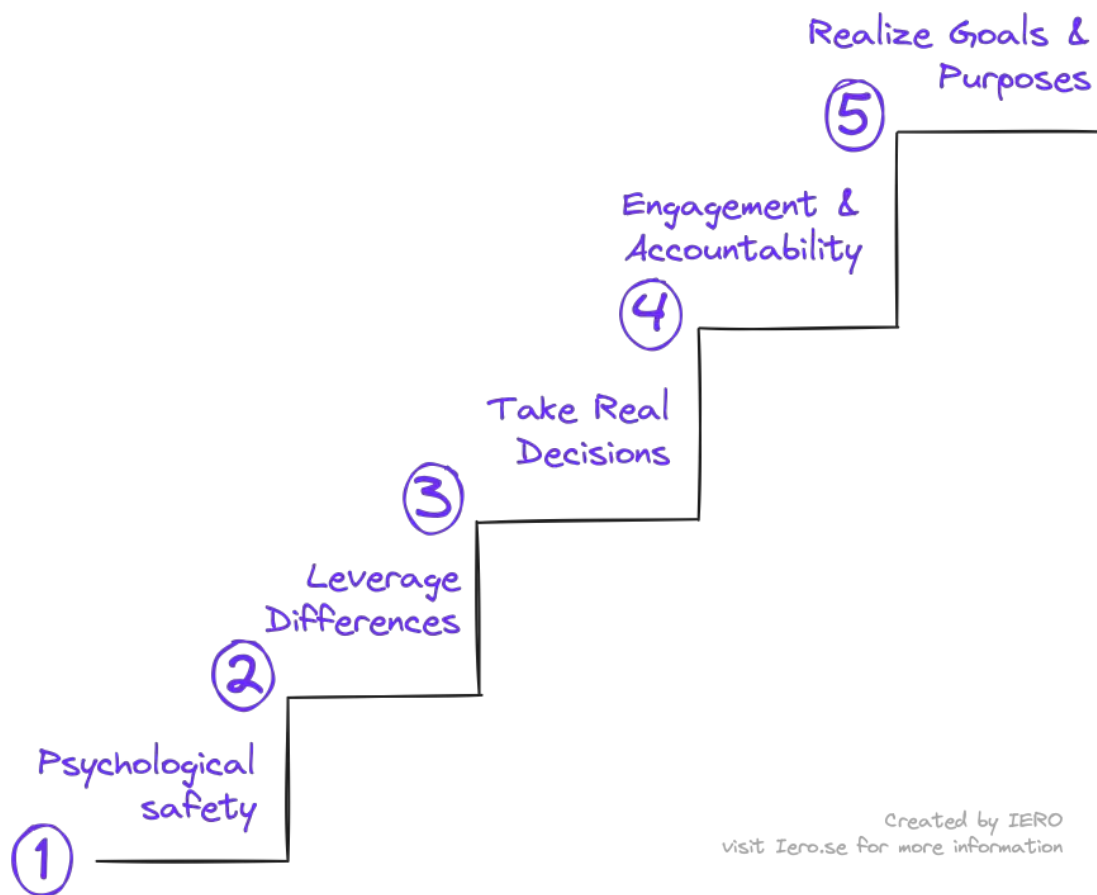 Realize Goals &
Purposes
5
Engagement &
Accountability
4
Take Real
Decisions
3
Leverage
Differences
2
Psychological
safety
1
Created by IERO
visit Iero.se for more information